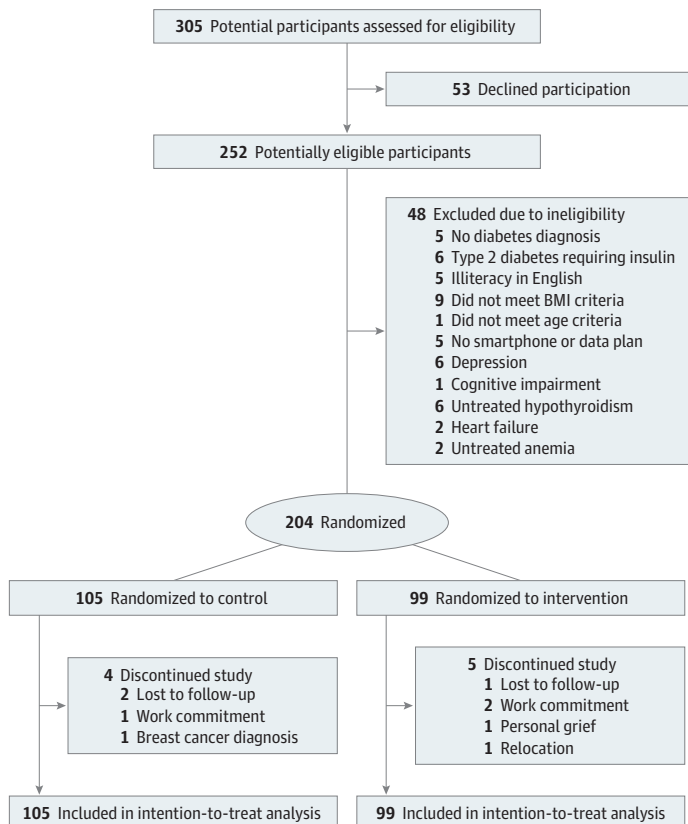 305 Potential participants assessed for eligibility
53 Declined participation
252 Potentially eligible participants
48 Excluded due to ineligibility
5 No diabetes diagnosis
6 Type 2 diabetes requiring insulin
5 Illiteracy in English
9 Did not meet BMI criteria
1 Did not meet age criteria
5 No smartphone or data plan
6 Depression
1 Cognitive impairment
6 Untreated hypothyroidism
2 Heart failure
2 Untreated anemia
204 Randomized
105 Randomized to control
4 Discontinued study
2 Lost to follow-up
1 Work commitment
1 Breast cancer diagnosis
105 Included in intention-to-treat analysis
99 Randomized to intervention
5 Discontinued study
1 Lost to follow-up
2 Work commitment
1 Personal grief
1 Relocation
99 Included in intention-to-treat analysis